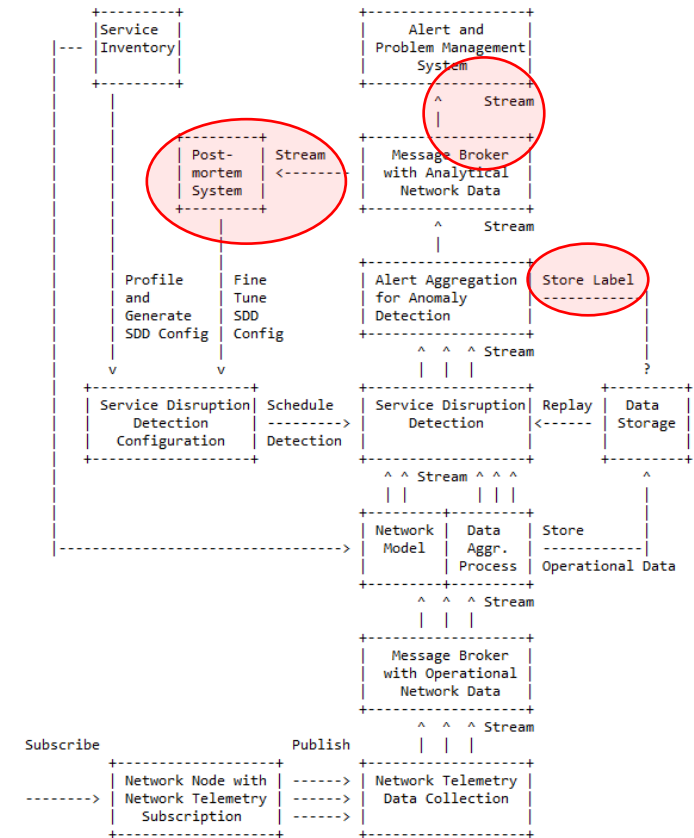 Service Inventory
Alert and Problem Management System
Stream
Post-mortem System
Stream
Message Broker with Analytical Network Data
Stream
Profile and Generate SDD Config
Fine Tune SDD Config
Alert Aggregation for Anomaly Detection
Store Label
Stream
?
Service Disruption Detection Configuration
Schedule Detection
Service Disruption Detection
Replay
Data Storage
Stream
Network Model
Data Aggr. Process
Store Operational Data
Stream
Message Broker with Operational Network Data
Stream
Subscribe
Publish
Network Node with Network Telemetry Subscription
Network Telemetry Data Collection